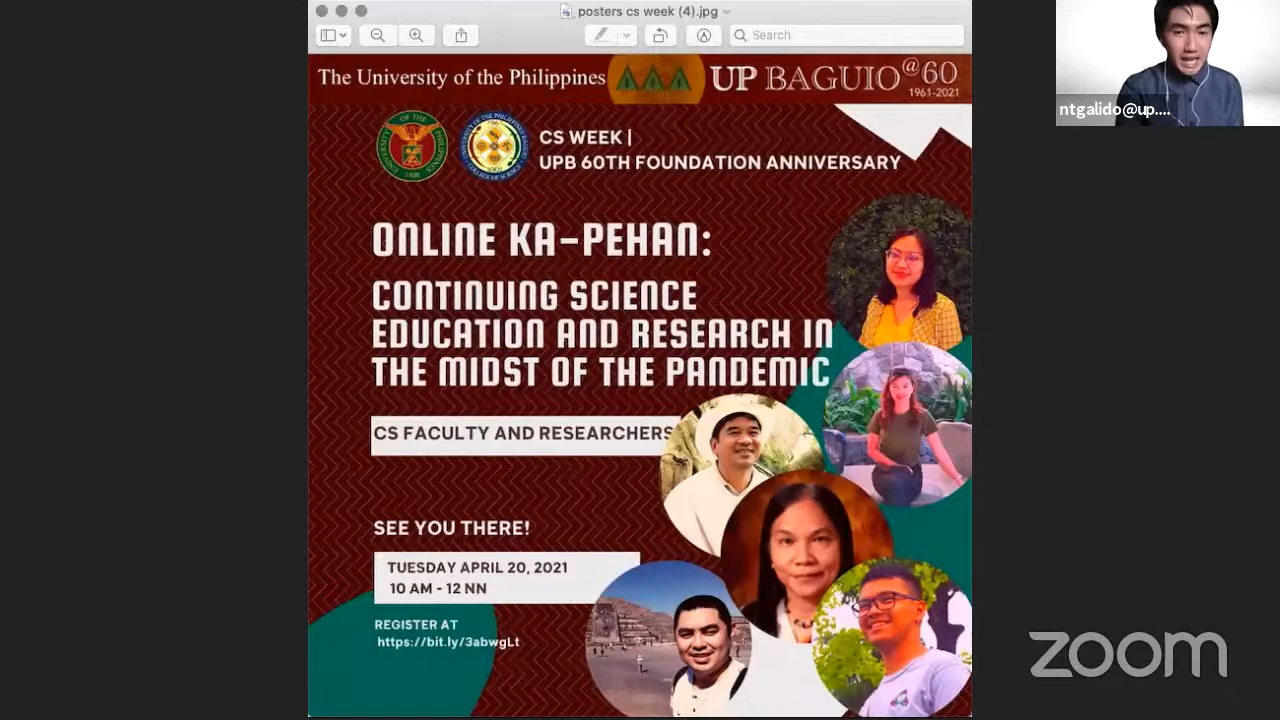 posters cs week (4).jpg
Search
The University of the Philippines UP BAGUIO@60
1961-2021
CS WEEK |
UPB 60TH FOUNDATION ANNIVERSARY
ONLINE KA-PEHAN:
CONTINUING SCIENCE
EDUCATION AND RESEARCH IN
THE MIDST OF THE PANDEMIC
CS FACULTY AND RESEARCHERS
SEE YOU THERE!
TUESDAY APRIL 20, 2021
10 AM - 12 NN
REGISTER AT
https://bit.ly/3abwgLt
ntgalido@up....
zoom